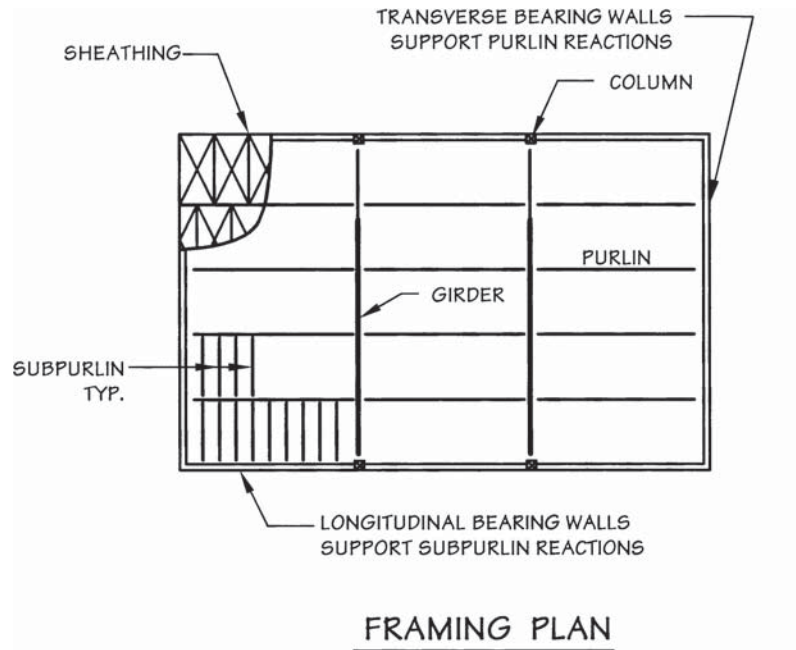 TRANSVERSE BEARING WALLS
SUPPORT PURLIN REACTIONS
SHEATHING
COLUMN
PURLIN
GIRDER
SUBPURLIN
TYP.
LONGITUDINAL BEARING WALLS
SUPPORT SUBPURLIN REACTIONS
FRAMING PLAN